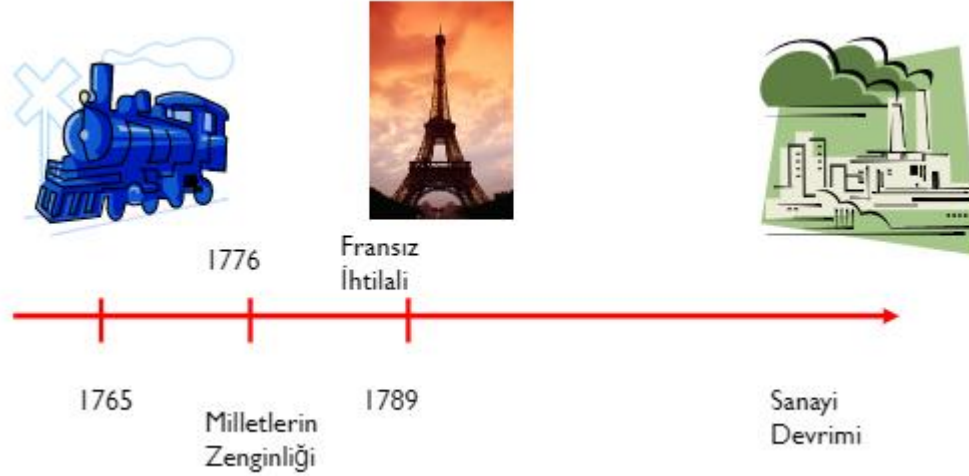 1776
Fransız
İhtilali
1765
Milletlerin
Zenginliği
1789
Sanayi
Devrimi